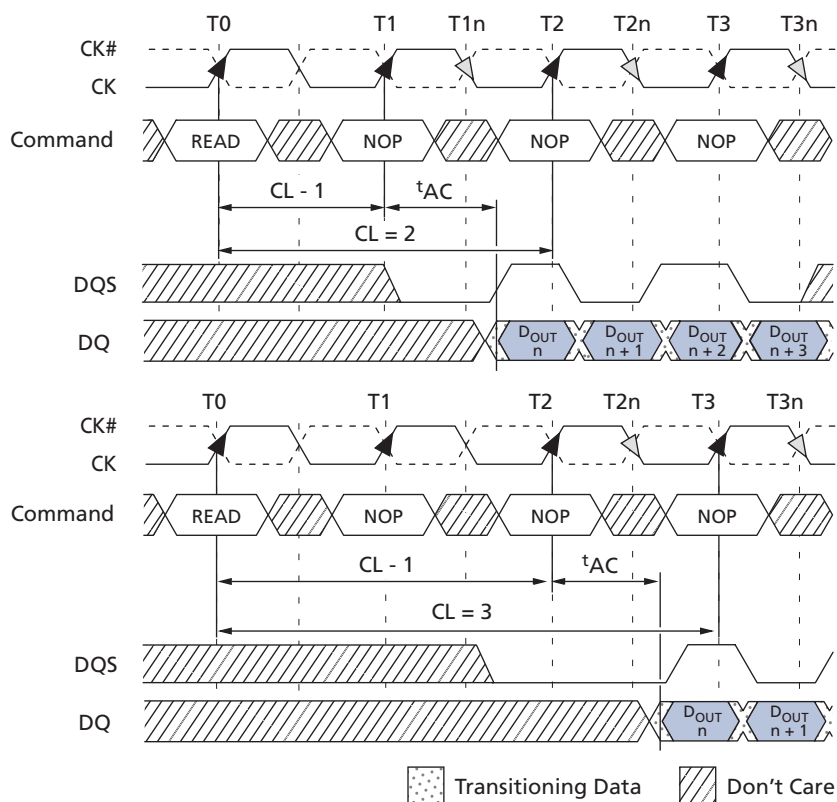 T0 T1 T1n T2 T2n T3 T3n
CK#
CK
Command READ NOP NOP NOP
CL - 1 tAC
CL = 2
DQS
DQ DOUT n DOUT n + 1 DOUT n + 2 DOUT n + 3
T0 T1 T2 T2n T3 T3n
CK#
CK
Command READ NOP NOP NOP
CL - 1 tAC
CL = 3
DQS
DQ DOUT n DOUT n + 1
Transitioning Data Don't Care